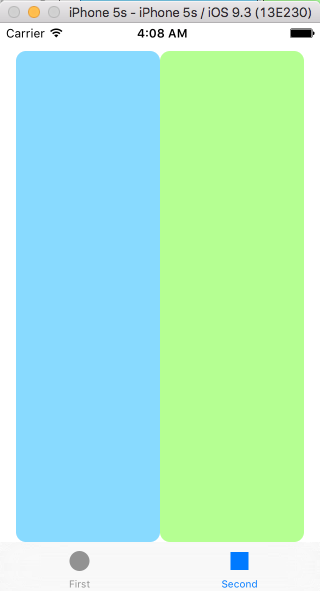 iPhone 5s - iPhone 5s / iOS 9.3 (13E230)
Carrier 4:08 AM
First Second